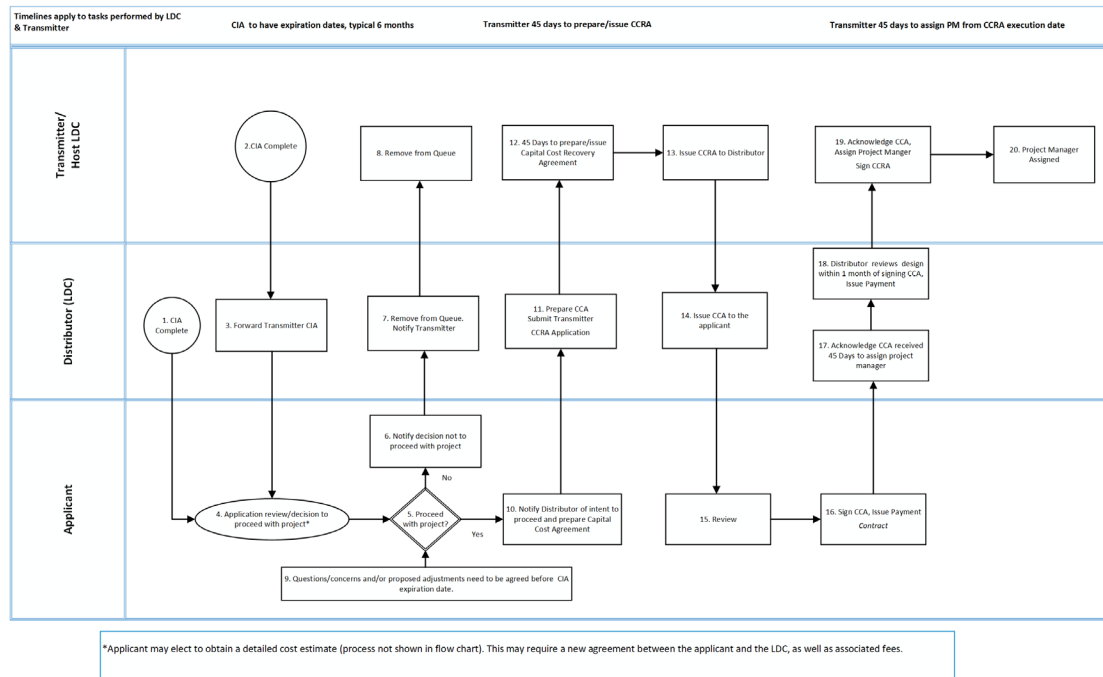 Timelines apply to tasks performed by LDC
& Transmitter
CIA to have expiration dates, typical 6 months
Transmitter 45 days to prepare/issue CCRA
Transmitter 45 days to assign PM from CCRA execution date
Transmitter/
Host LDC
2.CIA Complete
8. Remove from Queue
12. 45 Days to prepare/issue
Capital Cost Recovery
Agreement
13. Issue CCRA to Distributor
19. Acknowledge CCA,
Assign Project Manger
Sign CCRA
20. Project Manager
Assigned
Distributor (LDC)
1. CIA
Complete
3. Forward Transmitter CIA
7. Remove from Queue.
Notify Transmitter
11. Prepare CCA
Submit Transmitter
CCRA Application
14. Issue CCA to the
applicant
18. Distributor reviews design
within 1 month of signing CCA,
Issue Payment
17. Acknowledge CCA received
45 Days to assign project
manager
Applicant
4. Application review/decision to
proceed with project*
6. Notify decision not to
proceed with project
No
5. Proceed
with project?
Yes
9. Questions/concerns and/or proposed adjustments need to be agreed before CIA
expiration date.
10. Notify Distributor of intent to
proceed and prepare Capital
Cost Agreement
15. Review
16. Sign CCA, Issue Payment
Contract
*Applicant may elect to obtain a detailed cost estimate (process not shown in flow chart). This may require a new agreement between the applicant and the LDC, as well as associated fees.